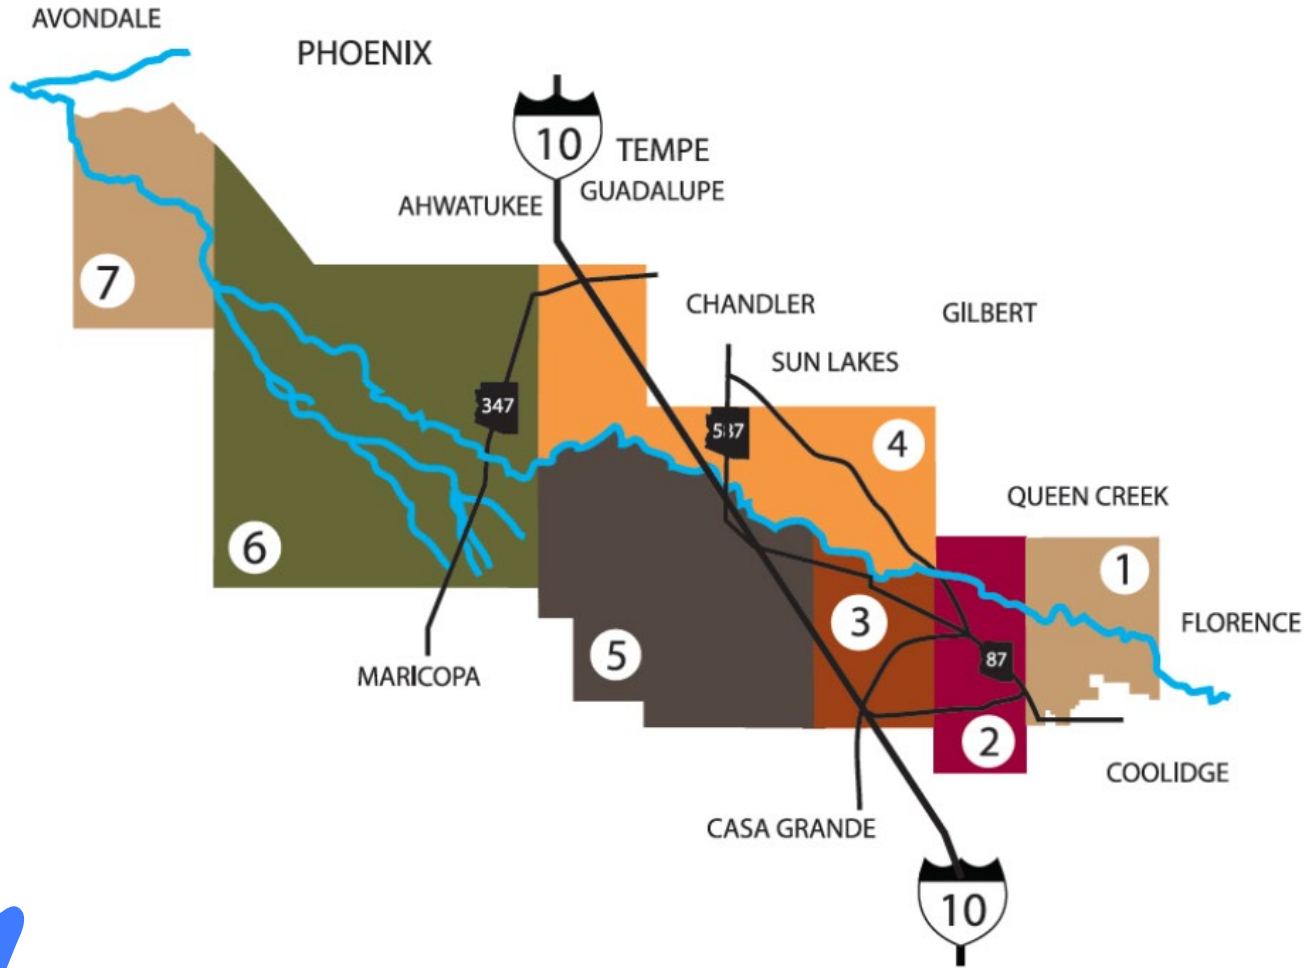 AVONDALE
PHOENIX
10
TEMPE
GUADALUPE
AHWATUKEE
7
CHANDLER
GILBERT
SUN LAKES
347
587
4
QUEEN CREEK
6
1
3
FLORENCE
5
87
MARICOPA
2
COOLIDGE
CASA GRANDE
10